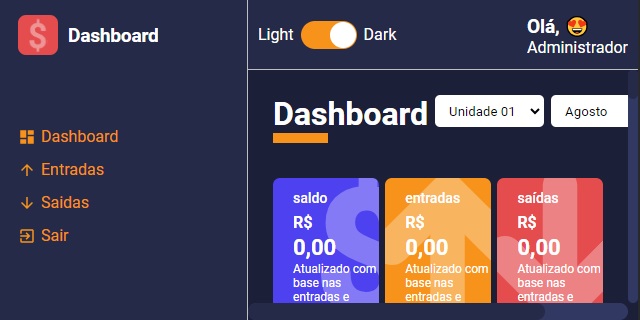 Dashboard
Light Dark
Olá, 😍
Administrador
Dashboard
Entradas
Saidas
Sair
Dashboard Unidade 01 Agosto
saldo
R$
0,00
Atualizado com
base nas
entradas e
entradas
R$
0,00
Atualizado com
base nas
entradas e
saídas
R$
0,00
Atualizado com
base nas
entradas e